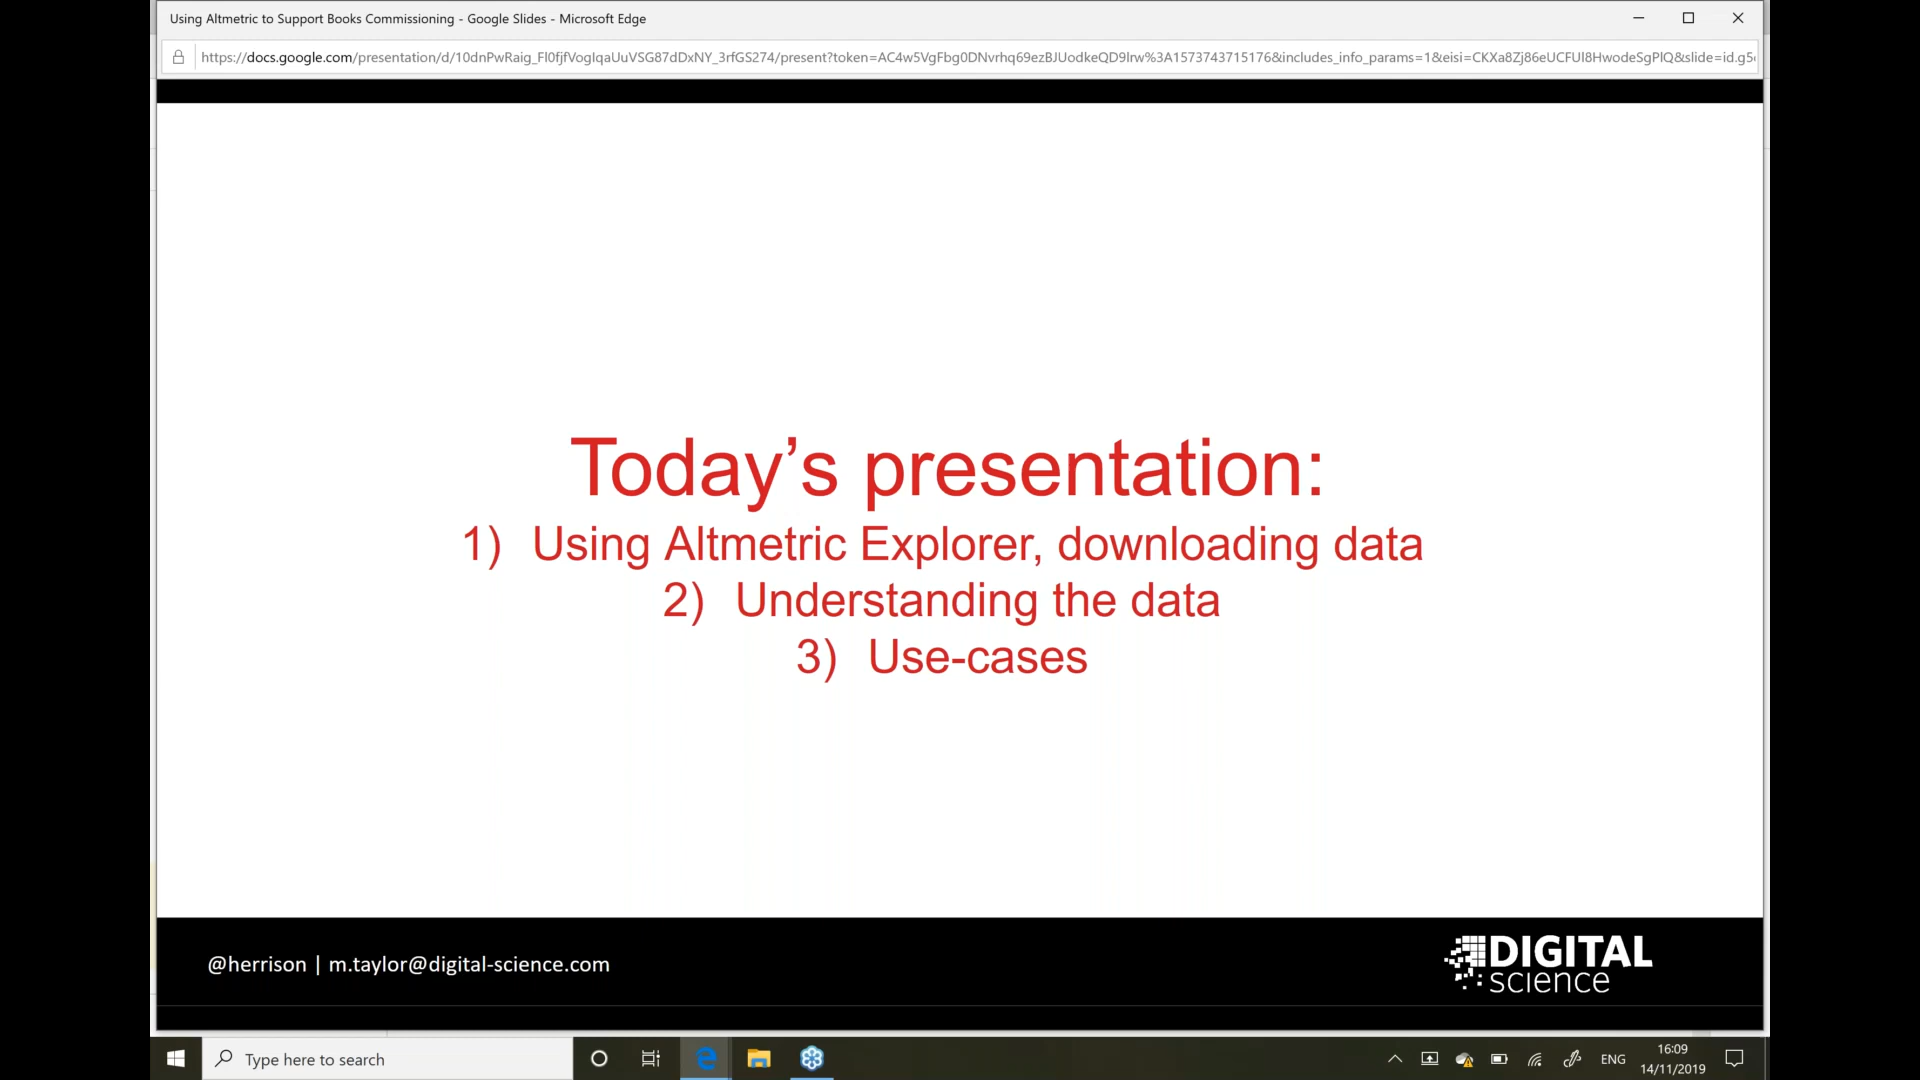 Using Altmetric to Support Books Commissioning - Google Slides - Microsoft Edge
https://docs.google.com/presentation/d/10dnPwRaig_Fl0fjfVogIqaUuVSG87dDxNY_3rfGS274/present?token=AC4w5VgFbg0DNvrhq69ezBJUodkeQD9lrw%3A1573743715176&includes_info_params=1&eisi=CKXa8Zj86eUCFUl8HwodeSgPlQ&slide=id.g5
Today’s presentation:
1) Using Altmetric Explorer, downloading data
2) Understanding the data
3) Use-cases
@herrison | m.taylor@digital-science.com
DIGITAL
science
Type here to search
ENG
16:09
14/11/2019